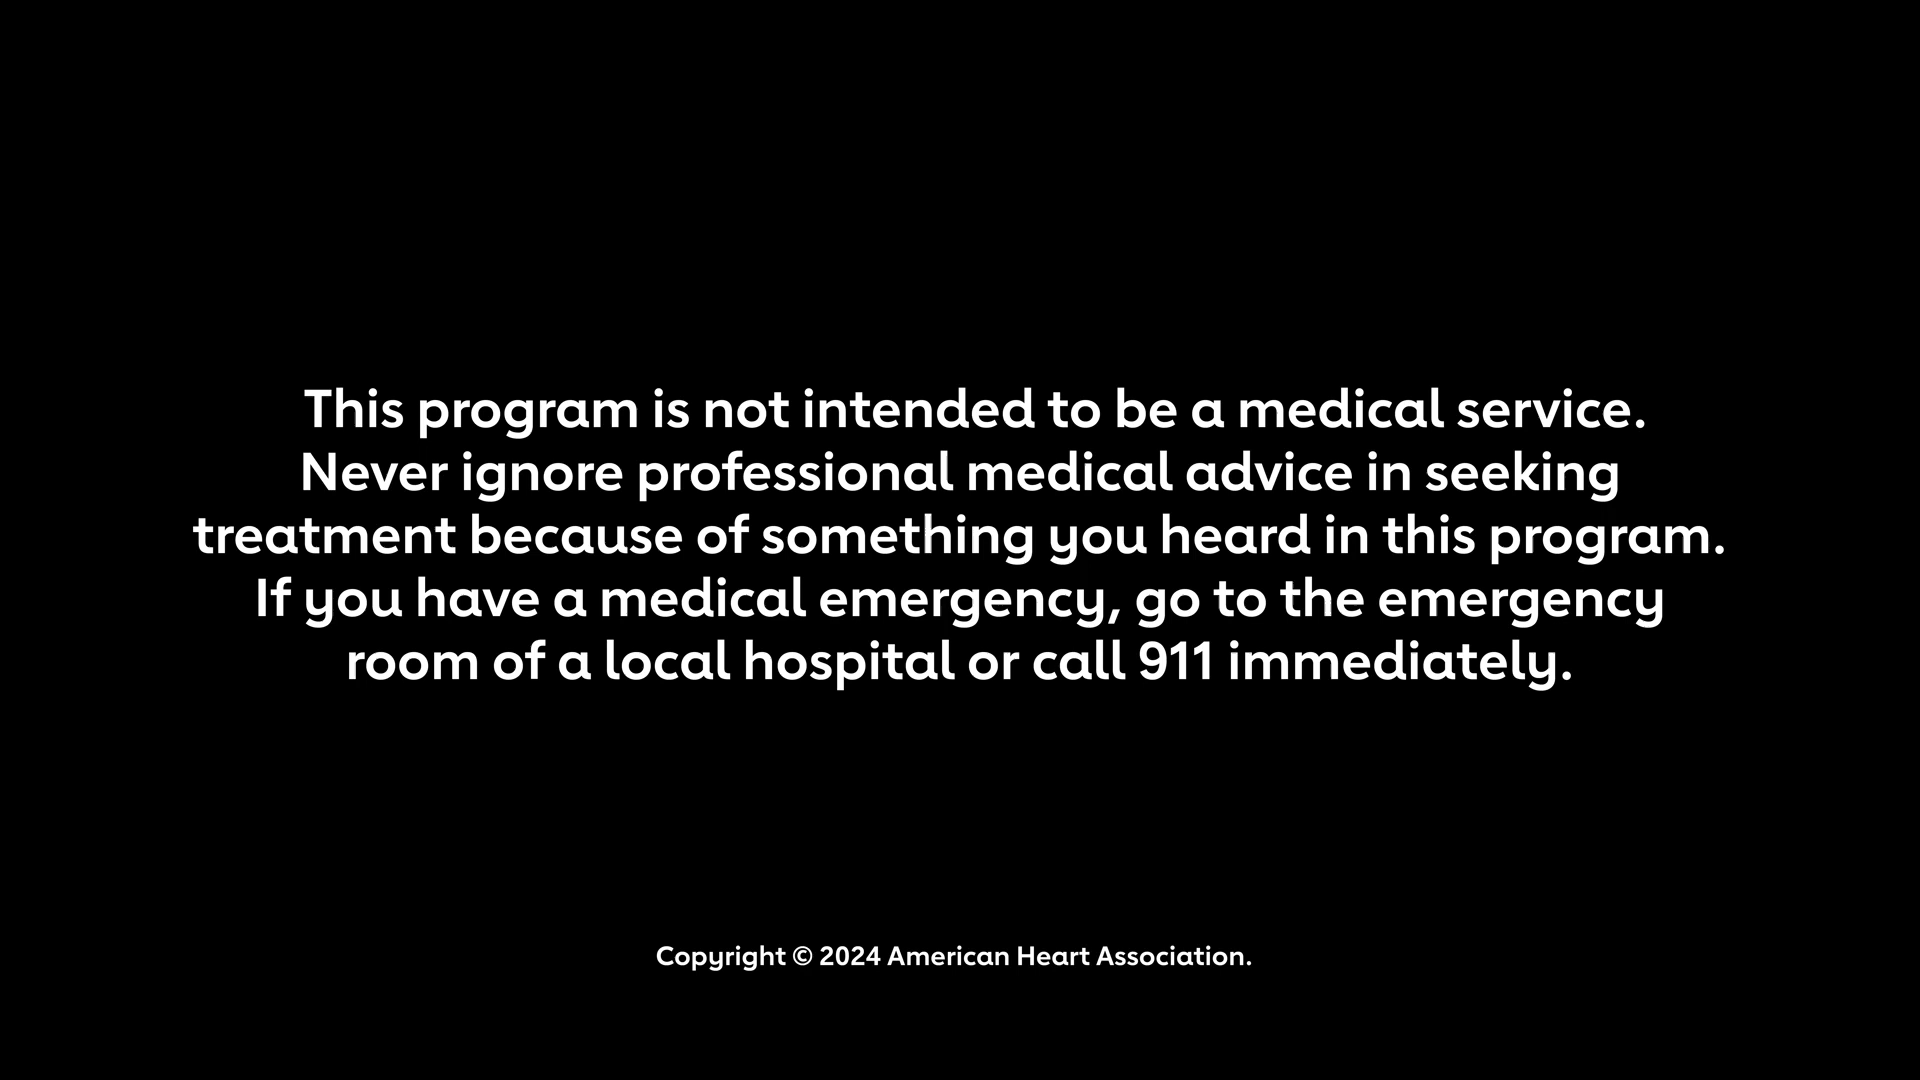 This program is not intended to be a medical service.
Never ignore professional medical advice in seeking
treatment because of something you heard in this program.
If you have a medical emergency, go to the emergency
room of a local hospital or call 911 immediately.
Copyright © 2024 American Heart Association.